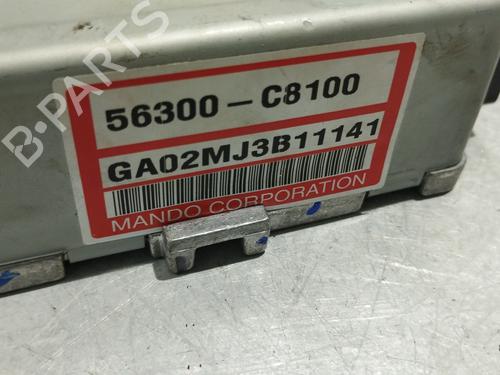 B-PARTS
56300-C8100
GA02MJ3B11141
MANDO CORPORATION